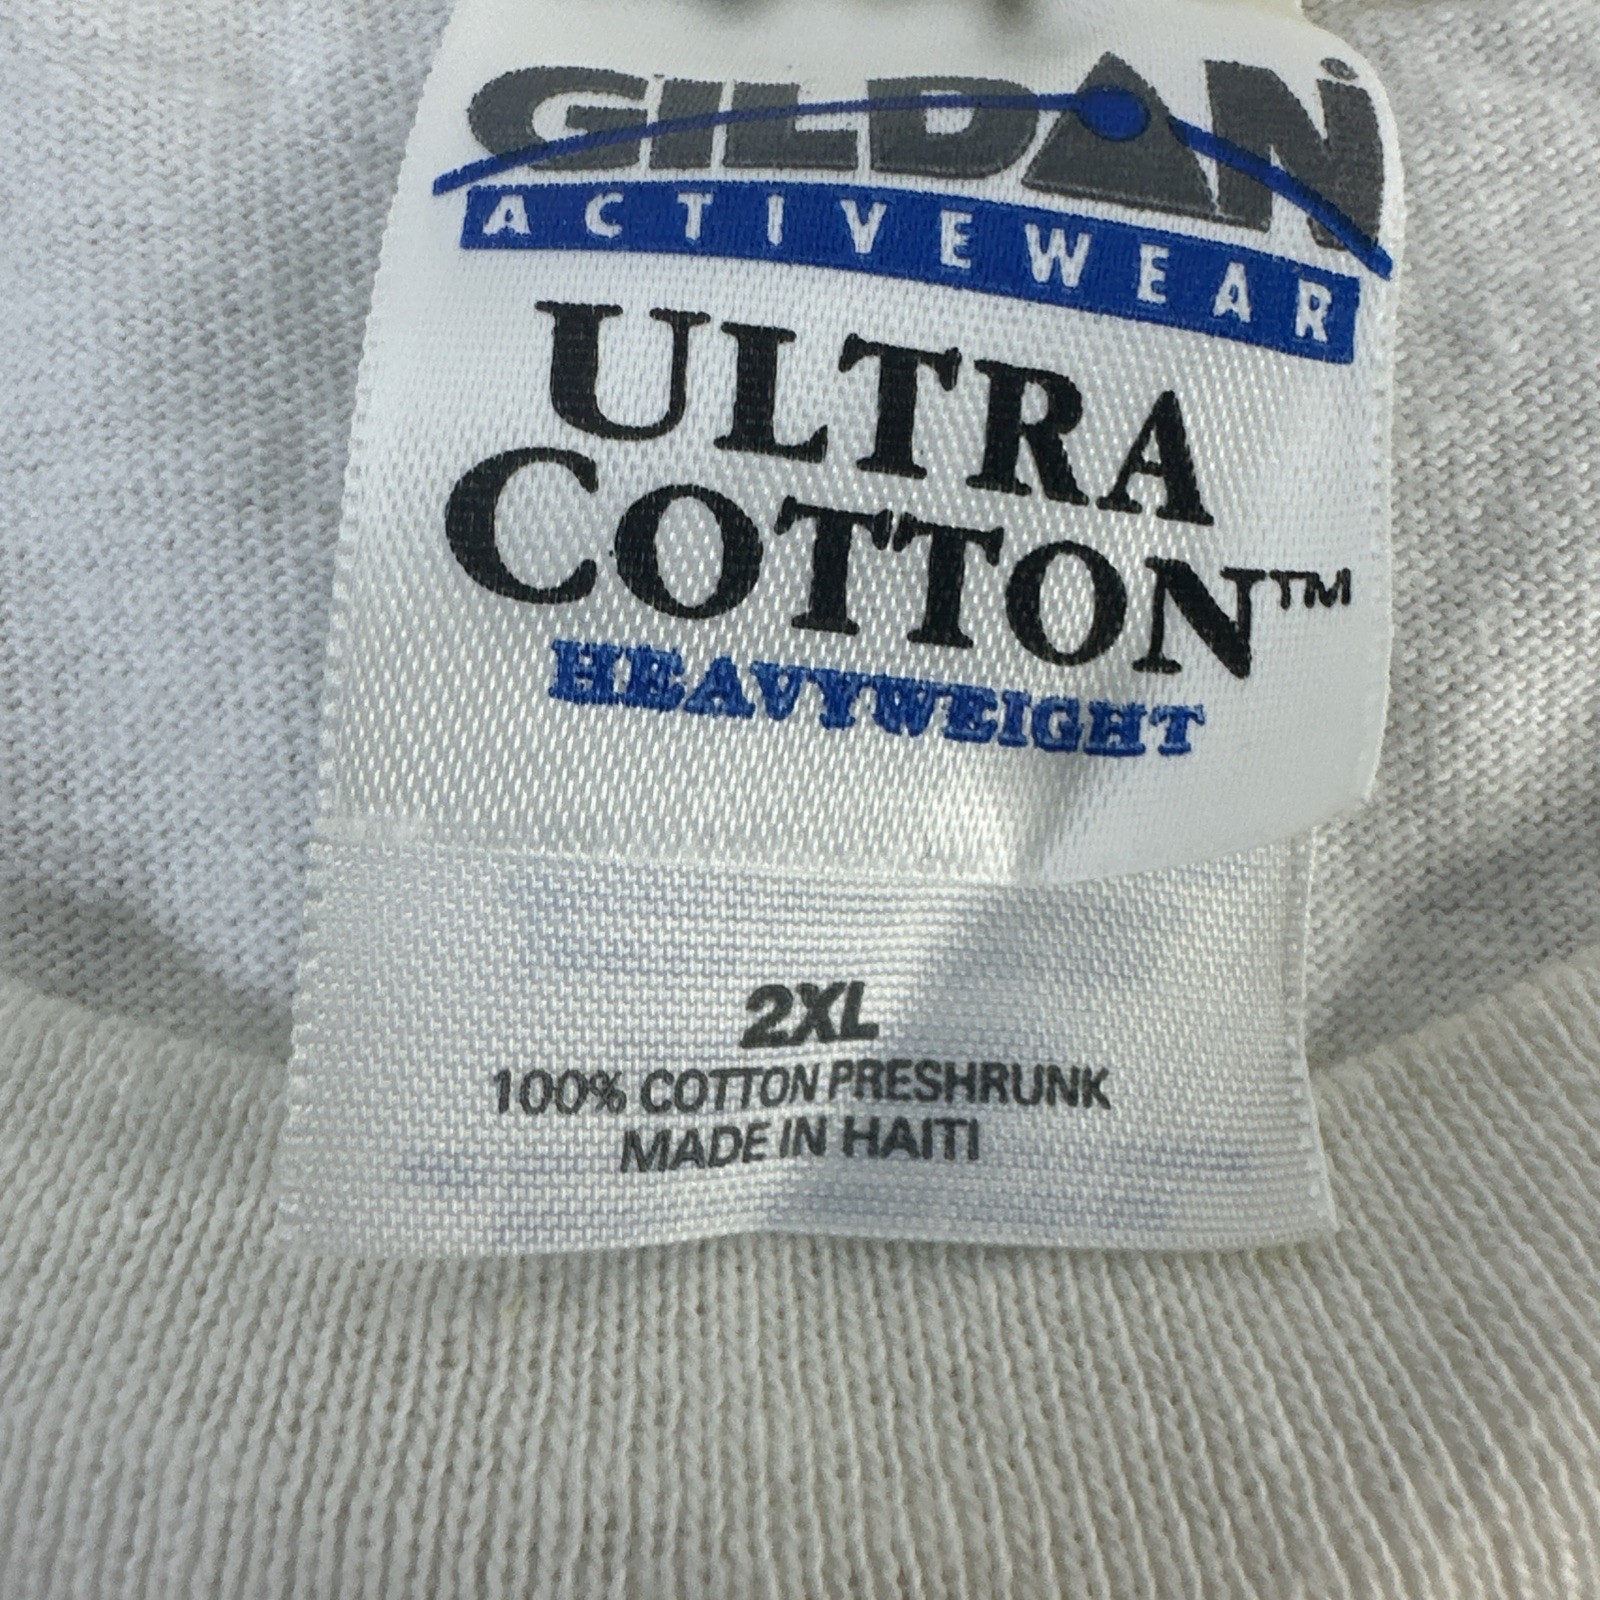 GILDAN®
ACTIVEWEAR
ULTRA
COTTON™
HEAVYWEIGHT
2XL
100% COTTON PRESHRUNK
MADE IN HAITI